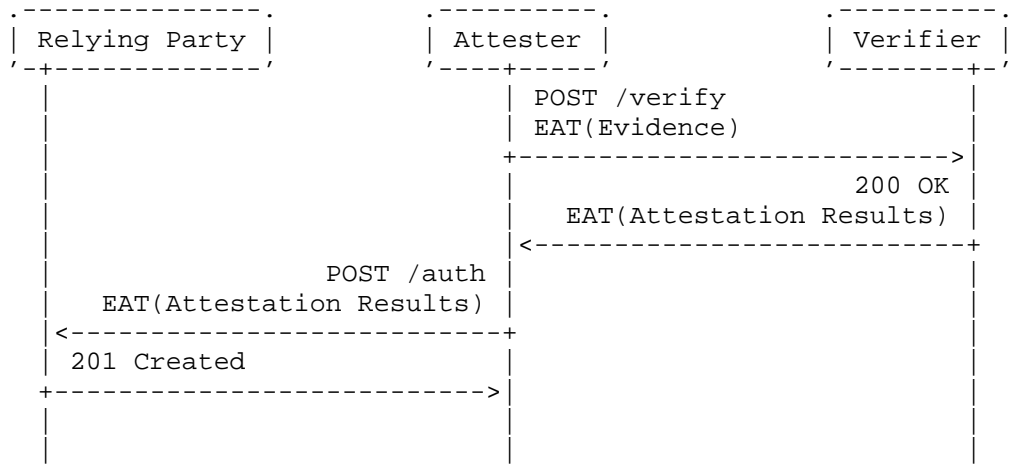 Relying Party Attester Verifier
POST /verify
EAT(Evidence)
200 OK
EAT(Attestation Results)
POST /auth
EAT(Attestation Results)
201 Created